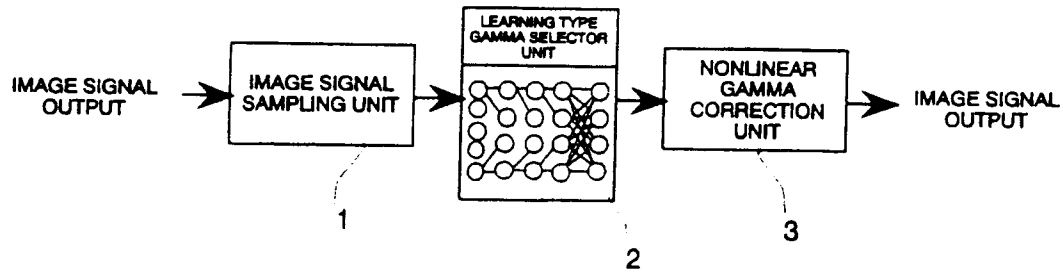 IMAGE SIGNAL
OUTPUT
IMAGE SIGNAL
SAMPLING UNIT
LEARNING TYPE
GAMMA SELECTOR
UNIT
NONLINEAR
GAMMA
CORRECTION
UNIT
IMAGE SIGNAL
OUTPUT
1
2
3